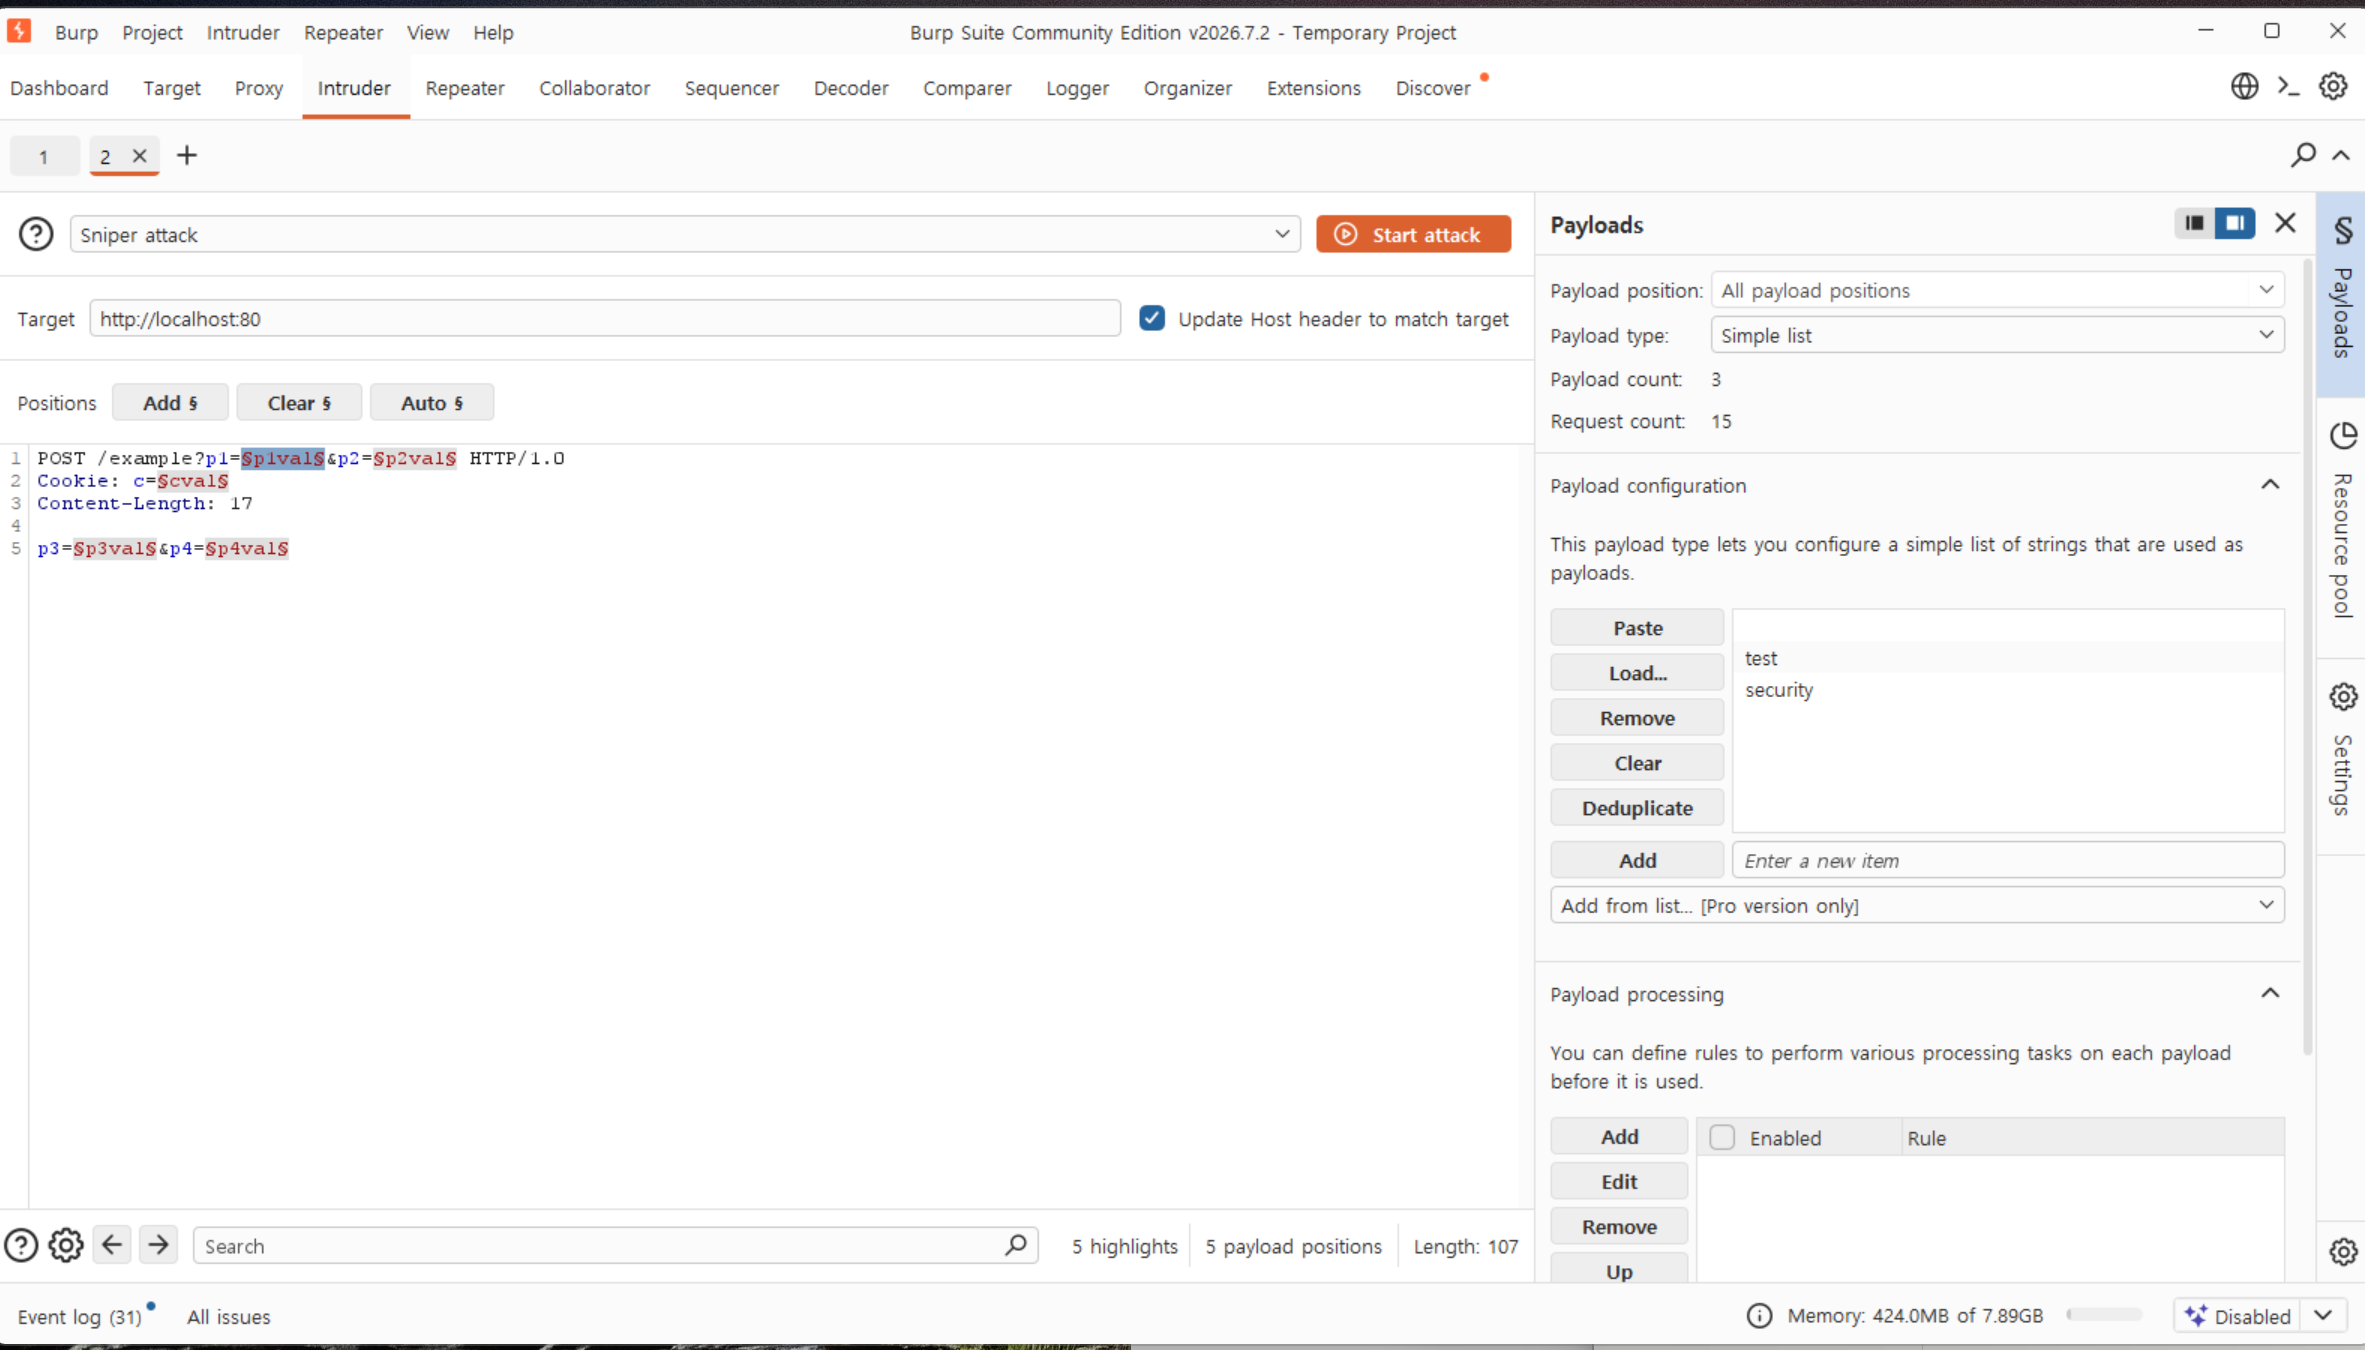 Burp Project Intruder Repeater View Help
Burp Suite Community Edition v2026.7.2 - Temporary Project
Dashboard Target Proxy Intruder Repeater Collaborator Sequencer Decoder Comparer Logger Organizer Extensions Discover
1 2
Sniper attack
Start attack
Target http://localhost:80
Update Host header to match target
Positions Add § Clear § Auto §
1 POST /example?p1=§p1val§&p2=§p2val§ HTTP/1.0
2 Cookie: c=§cval§
3 Content-Length: 17
4
5 p3=§p3val§&p4=§p4val§
Search
5 highlights
5 payload positions
Length: 107
Payloads
Payload position: All payload positions
Payload type: Simple list
Payload count: 3
Request count: 15
Payload configuration
This payload type lets you configure a simple list of strings that are used as
payloads.
Paste
Load...
Remove
Clear
Deduplicate
test
security
Add
Enter a new item
Add from list... [Pro version only]
Payload processing
You can define rules to perform various processing tasks on each payload
before it is used.
Add
Edit
Remove
Up
Enabled
Rule
§ Payloads
Resource pool
Settings
Event log (31)
All issues
Memory: 424.0MB of 7.89GB
Disabled